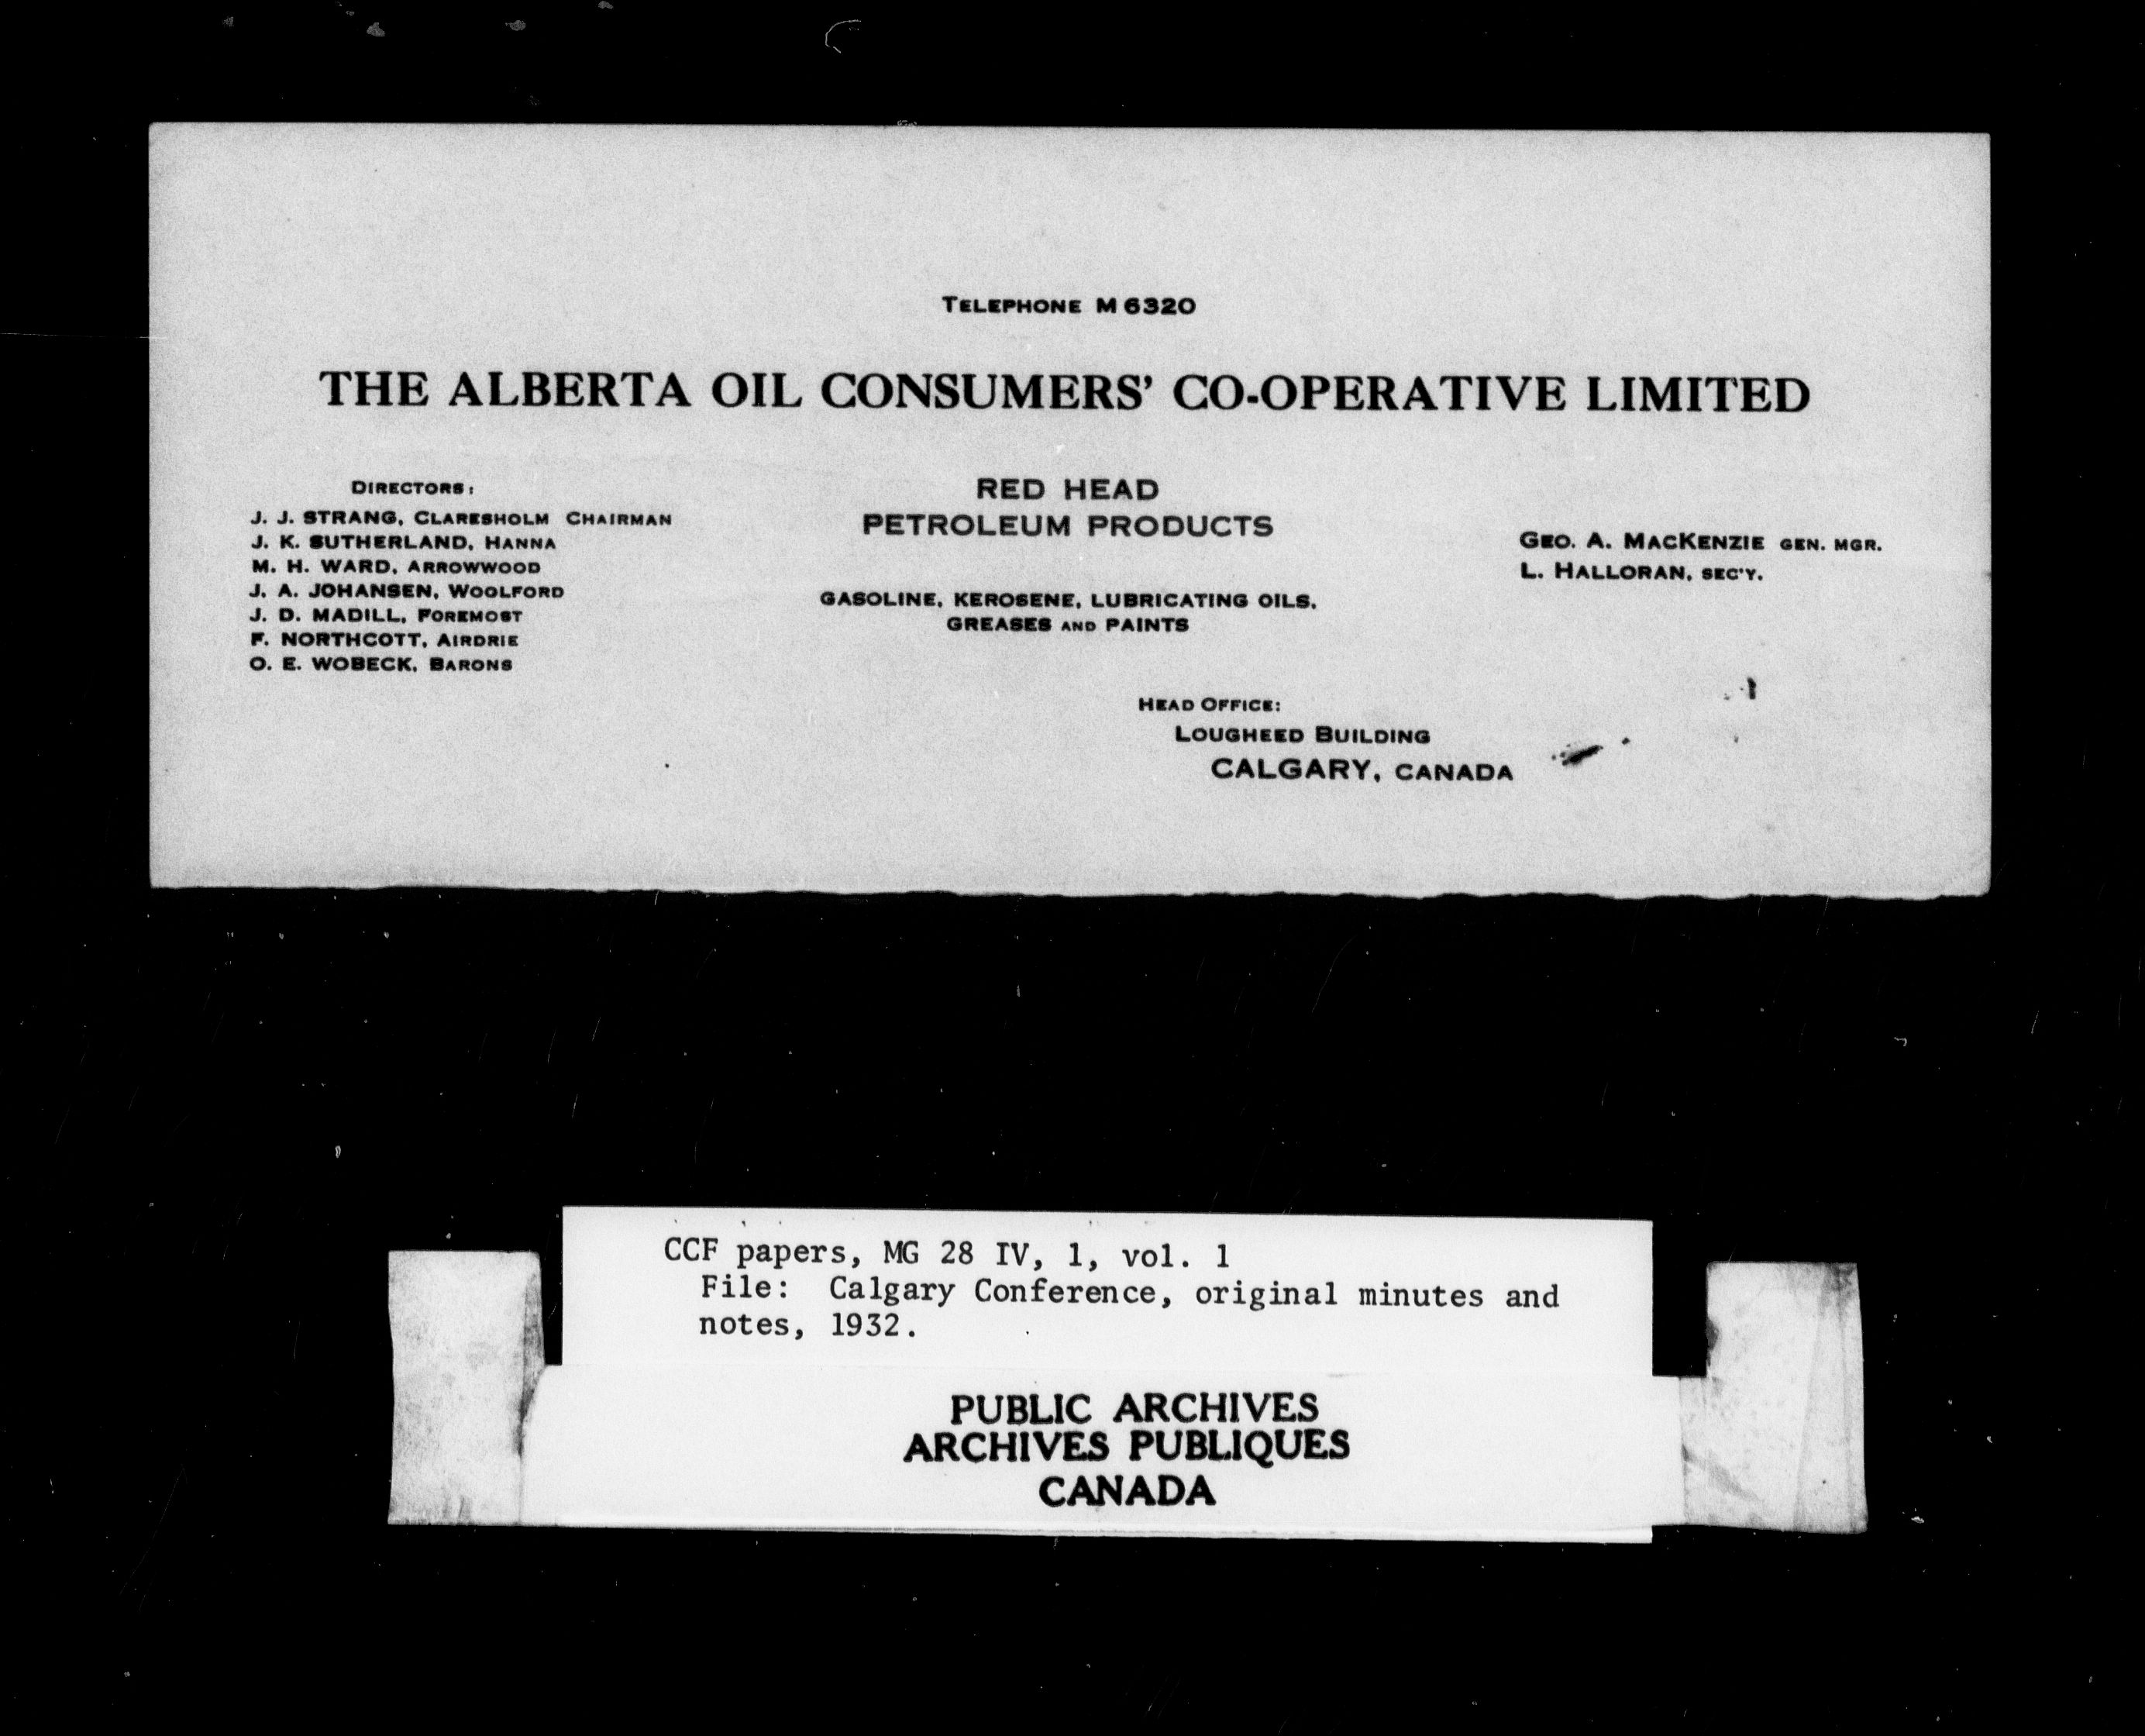 TELEPHONE M 6320
THE ALBERTA OIL CONSUMERS' CO-OPERATIVE LIMITED
DIRECTORS:
J. J. STRANG, CLARESHOLM CHAIRMAN
J. K. SUTHERLAND, HANNA
M. H. WARD, ARROWWOOD
J. A. JOHANSEN, WOOLFORD
J. D. MADILL, FOREMOST
F. NORTHCOTT, AIRDRIE
O. E. WOBECK, BARONS
RED HEAD
PETROLEUM PRODUCTS
GASOLINE, KEROSENE, LUBRICATING OILS,
GREASES AND PAINTS
GEO. A. MACKENZIE GEN. MGR.
L. HALLORAN, SEC'Y.
HEAD OFFICE:
LOUGHEED BUILDING
CALGARY, CANADA
CCF papers, MG 28 IV, 1, vol. 1
File: Calgary Conference, original minutes and
notes, 1932.
PUBLIC ARCHIVES
ARCHIVES PUBLIQUES
CANADA